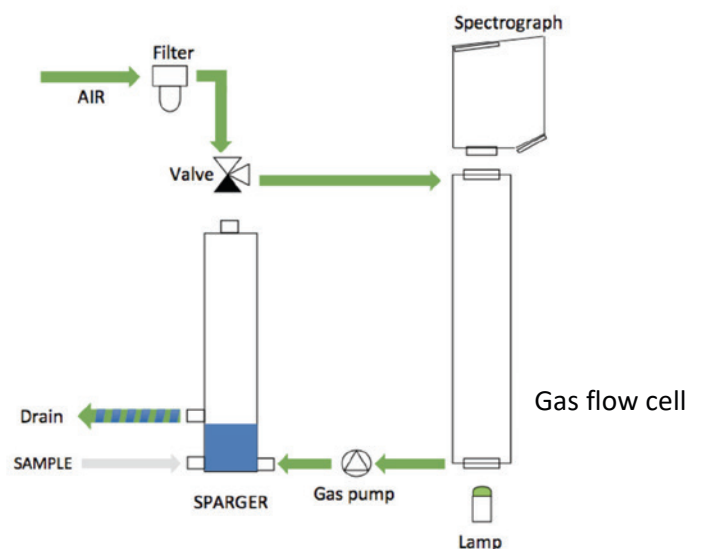 Spectrograph
Filter
AIR
Valve
Gas flow cell
Drain
SAMPLE
SPARGER
Gas pump
Lamp